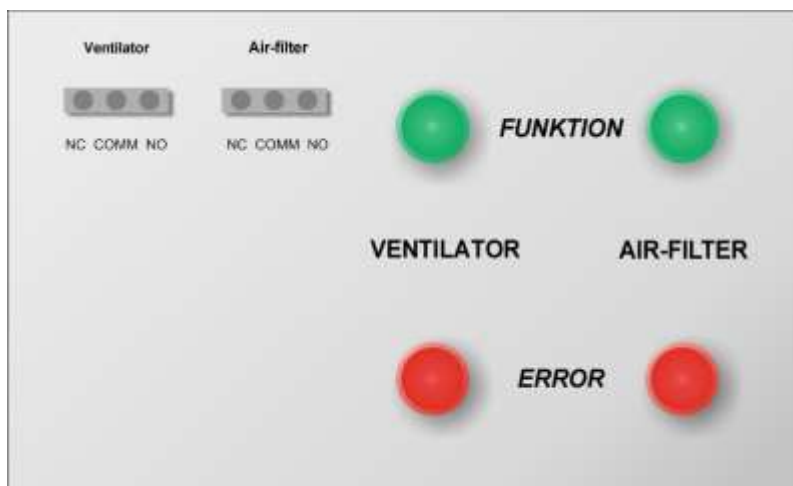 Ventilator
Air-filter
NC COMM NO
NC COMM NO
FUNKTION
VENTILATOR
AIR-FILTER
ERROR